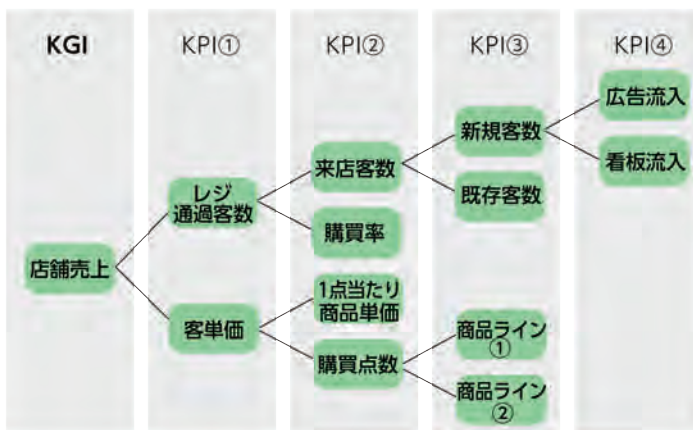 KGI
KPI①
KPI②
KPI③
KPI④
店舗売上
レジ
通過客数
客単価
来店客数
購買率
1点当たり
商品単価
購買点数
新規客数
既存客数
商品ライン
①
商品ライン
②
広告流入
看板流入